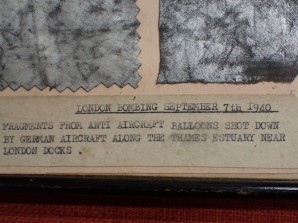 LONDON BOMBING SEPTEMBER 7th 1940
FRAGMENTS FROM ANTI AIRCRAFT BALLOONS SHOT DOWN
BY GERMAN AIRCRAFT ALONG THE THAMES ESTUARY NEAR
LONDON DOCKS .